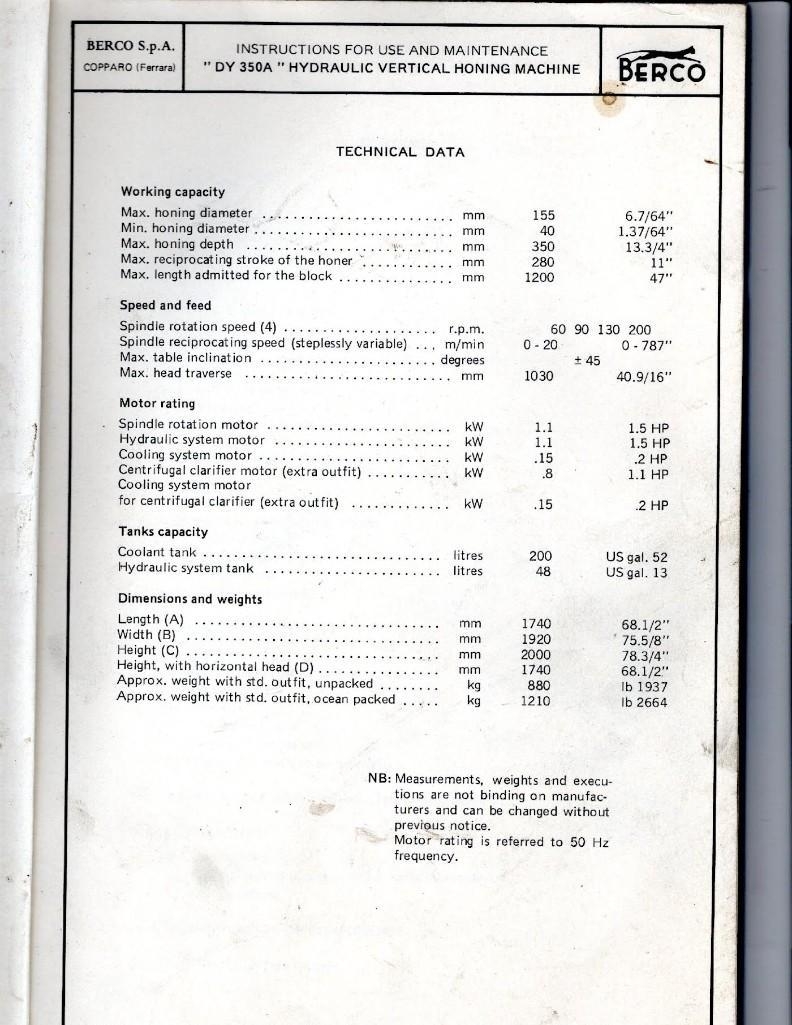 BERCO S.p.A.
COPPARO (Ferrara)
INSTRUCTIONS FOR USE AND MAINTENANCE
" DY 350A " HYDRAULIC VERTICAL HONING MACHINE
BERCO
TECHNICAL DATA
Working capacity
Max. honing diameter ......................... mm 155 6.7/64"
Min. honing diameter .......................... mm 40 1.37/64"
Max. honing depth ........................... mm 350 13.3/4"
Max. reciprocating stroke of the honer ............ mm 280 11"
Max. length admitted for the block ............... mm 1200 47"
Speed and feed
Spindle rotation speed (4) .................... r.p.m. 60 90 130 200
Spindle reciprocating speed (steplessly variable) ... m/min 0 - 20 0 - 787"
Max. table inclination ....................... degrees ± 45
Max. head traverse ........................... mm 1030 40.9/16"
Motor rating
Spindle rotation motor ........................ kW 1.1 1.5 HP
Hydraulic system motor ....................... kW 1.1 1.5 HP
Cooling system motor ......................... kW .15 .2 HP
Centrifugal clarifier motor (extra outfit) ........... kW .8 1.1 HP
Cooling system motor
for centrifugal clarifier (extra outfit) ............. kW .15 .2 HP
Tanks capacity
Coolant tank ............................... litres 200 US gal. 52
Hydraulic system tank ....................... litres 48 US gal. 13
Dimensions and weights
Length (A) ................................ mm 1740 68.1/2"
Width (B) ................................. mm 1920 75.5/8"
Height (C) ................................. mm 2000 78.3/4"
Height, with horizontal head (D) ................ mm 1740 68.1/2"
Approx. weight with std. outfit, unpacked ........ kg 880 lb 1937
Approx. weight with std. outfit, ocean packed ..... kg 1210 lb 2664
NB: Measurements, weights and execu-
tions are not binding on manufac-
turers and can be changed without
previous notice.
Motor rating is referred to 50 Hz
frequency.